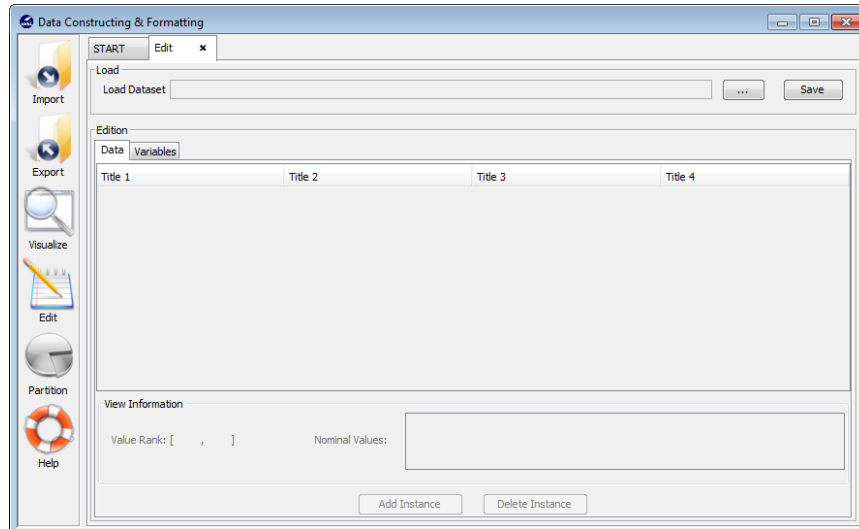 Data Constructing & Formatting
START Edit x
Import
Export
Visualize
Edit
Partition
Help
Load
Load Dataset ... Save
Edition
Data Variables
Title 1 Title 2 Title 3 Title 4
View Information
Value Rank: [ , ] Nominal Values:
Add Instance Delete Instance